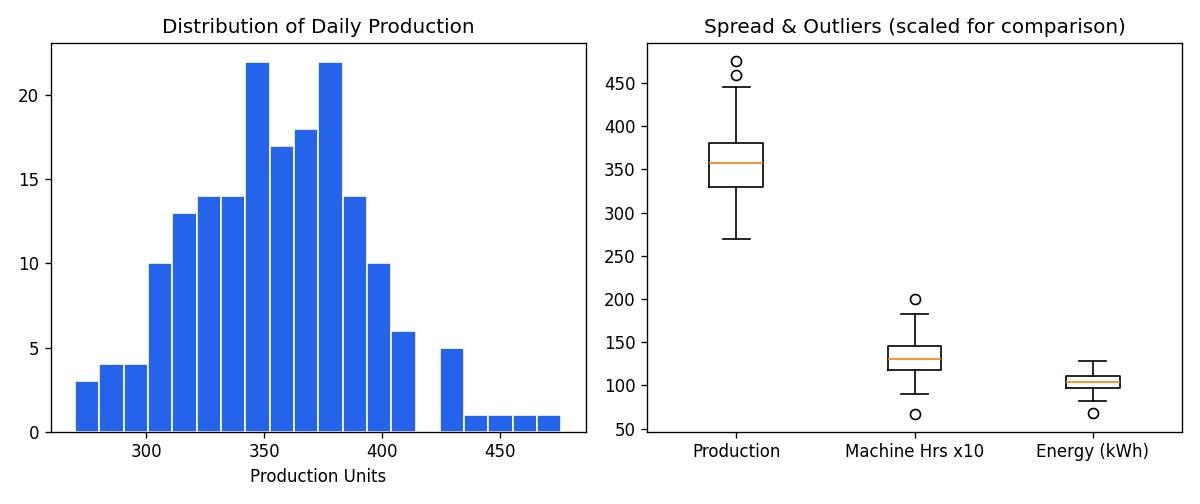 Distribution of Daily Production
20
15
10
5
0
300 350 400 450
Production Units
Spread & Outliers (scaled for comparison)
450
400
350
300
250
200
150
100
50
Production Machine Hrs x10 Energy (kWh)